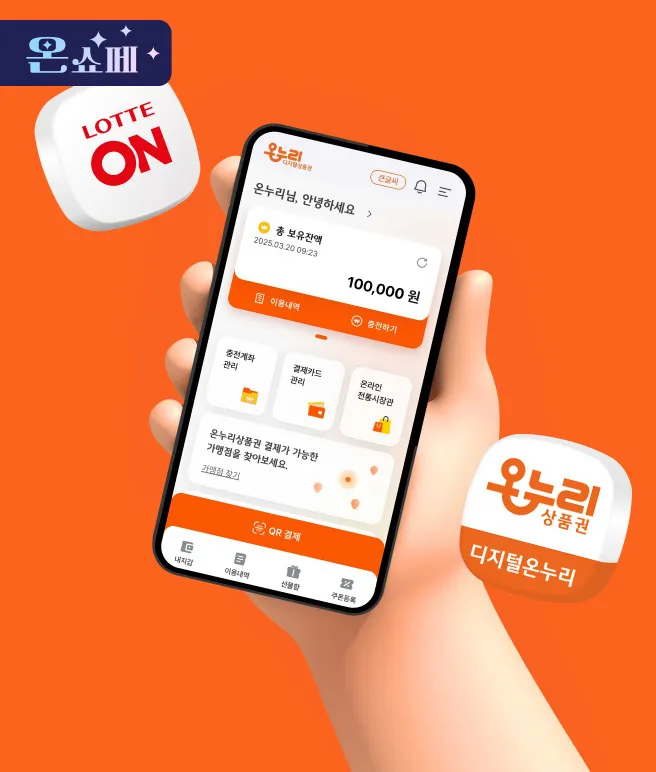 온쇼페
LOTTE
ON
온누리
디지털상품권
큰글씨
온누리님, 안녕하세요
총 보유잔액
2025.03.20 09:23
100,000 원
이용내역
충전하기
충전계좌
관리
결제카드
관리
온라인
전통시장관
온누리상품권 결제가 가능한
가맹점을 찾아보세요.
가맹점 찾기
QR 결제
내지갑
이용내역
선물함
쿠폰등록
온누리
상품권
디지털온누리